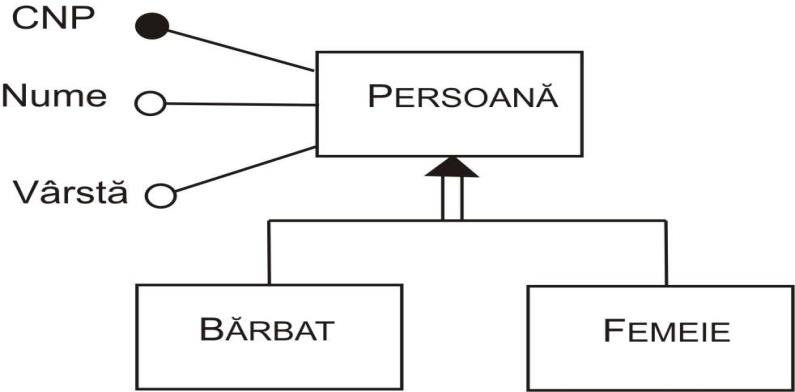 CNP
Nume
Vârstă
PERSOANĂ
BĂRBAT
FEMEIE